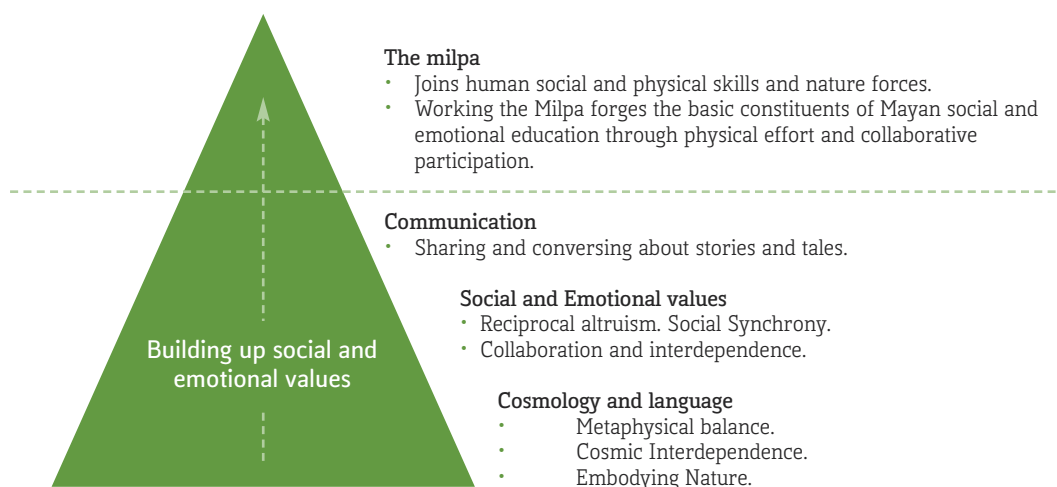 The milpa
• Joins human social and physical skills and nature forces.
• Working the Milpa forges the basic constituents of Mayan social and
emotional education through physical effort and collaborative
participation.
Communication
• Sharing and conversing about stories and tales.
Social and Emotional values
• Reciprocal altruism. Social Synchrony.
• Collaboration and interdependence.
Building up social and
emotional values
Cosmology and language
• Metaphysical balance.
• Cosmic Interdependence.
• Embodying Nature.